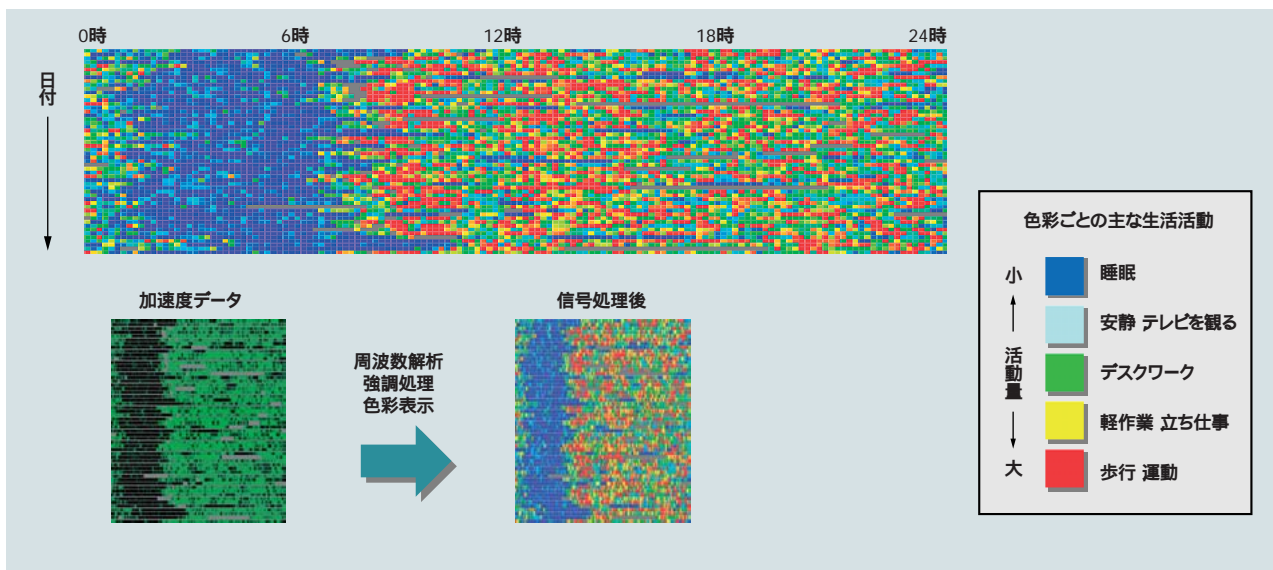 0時 6時 12時 18時 24時
日付
加速度データ
信号処理後
周波数解析
強調処理
色彩表示
色彩ごとの主な生活活動
小
活動量
大
睡眠
安静 テレビを観る
デスクワーク
軽作業 立ち仕事
歩行 運動